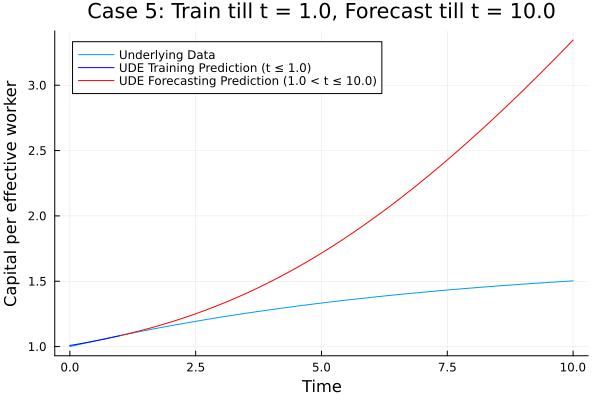 Case 5: Train till t = 1.0, Forecast till t = 10.0
Underlying Data
UDE Training Prediction (t ≤ 1.0)
UDE Forecasting Prediction (1.0 < t ≤ 10.0)
Capital per effective worker
3.0
2.5
2.0
1.5
1.0
0.0 2.5 5.0 7.5 10.0
Time